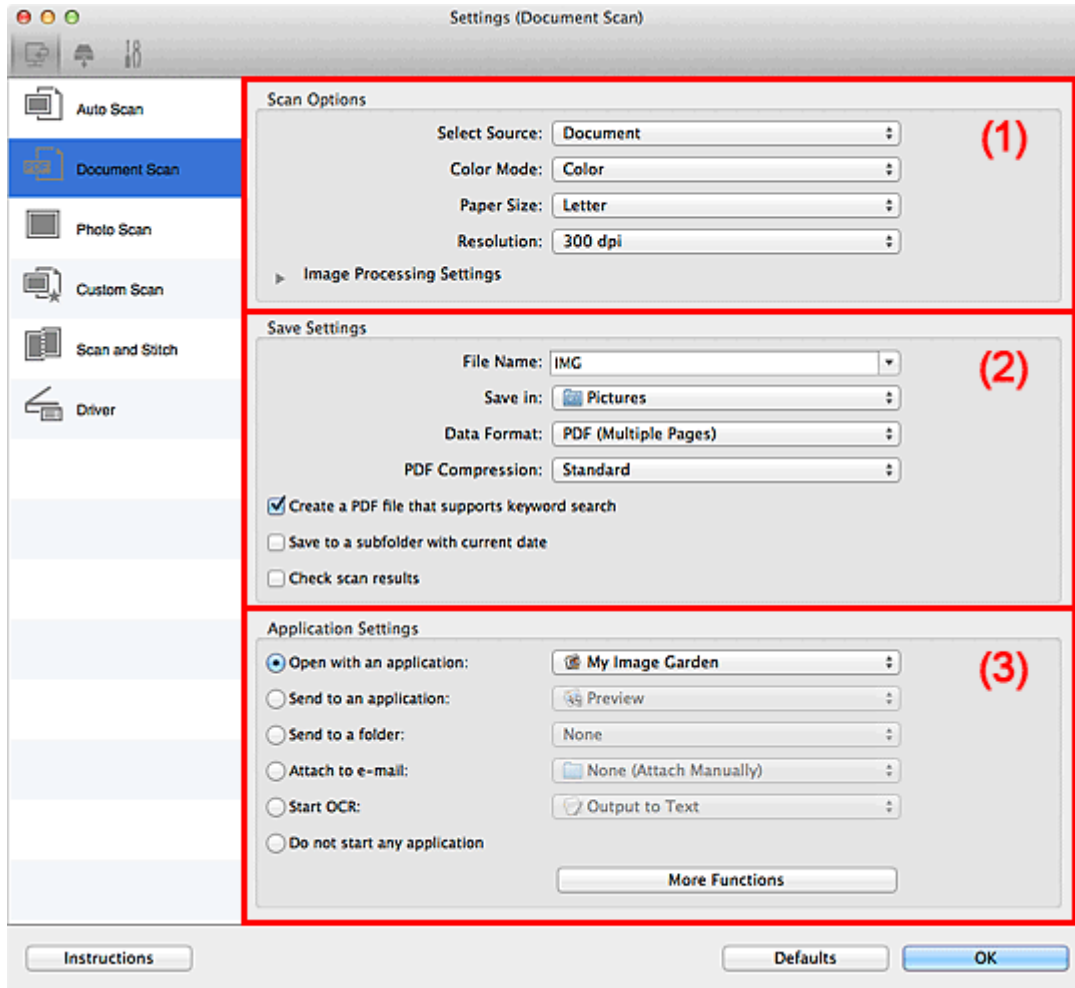 Settings (Document Scan)
Auto Scan
PDF
Document Scan
Photo Scan
Custom Scan
Scan and Stitch
Driver
Scan Options
(1)
Select Source: Document
Color Mode: Color
Paper Size: Letter
Resolution: 300 dpi
Image Processing Settings
Save Settings
(2)
File Name: IMG
Save in: Pictures
Data Format: PDF (Multiple Pages)
PDF Compression: Standard
Create a PDF file that supports keyword search
Save to a subfolder with current date
Check scan results
Application Settings
(3)
Open with an application: My Image Garden
Send to an application: Preview
Send to a folder: None
Attach to e-mail: None (Attach Manually)
Start OCR: Output to Text
Do not start any application
More Functions
Instructions
Defaults
OK